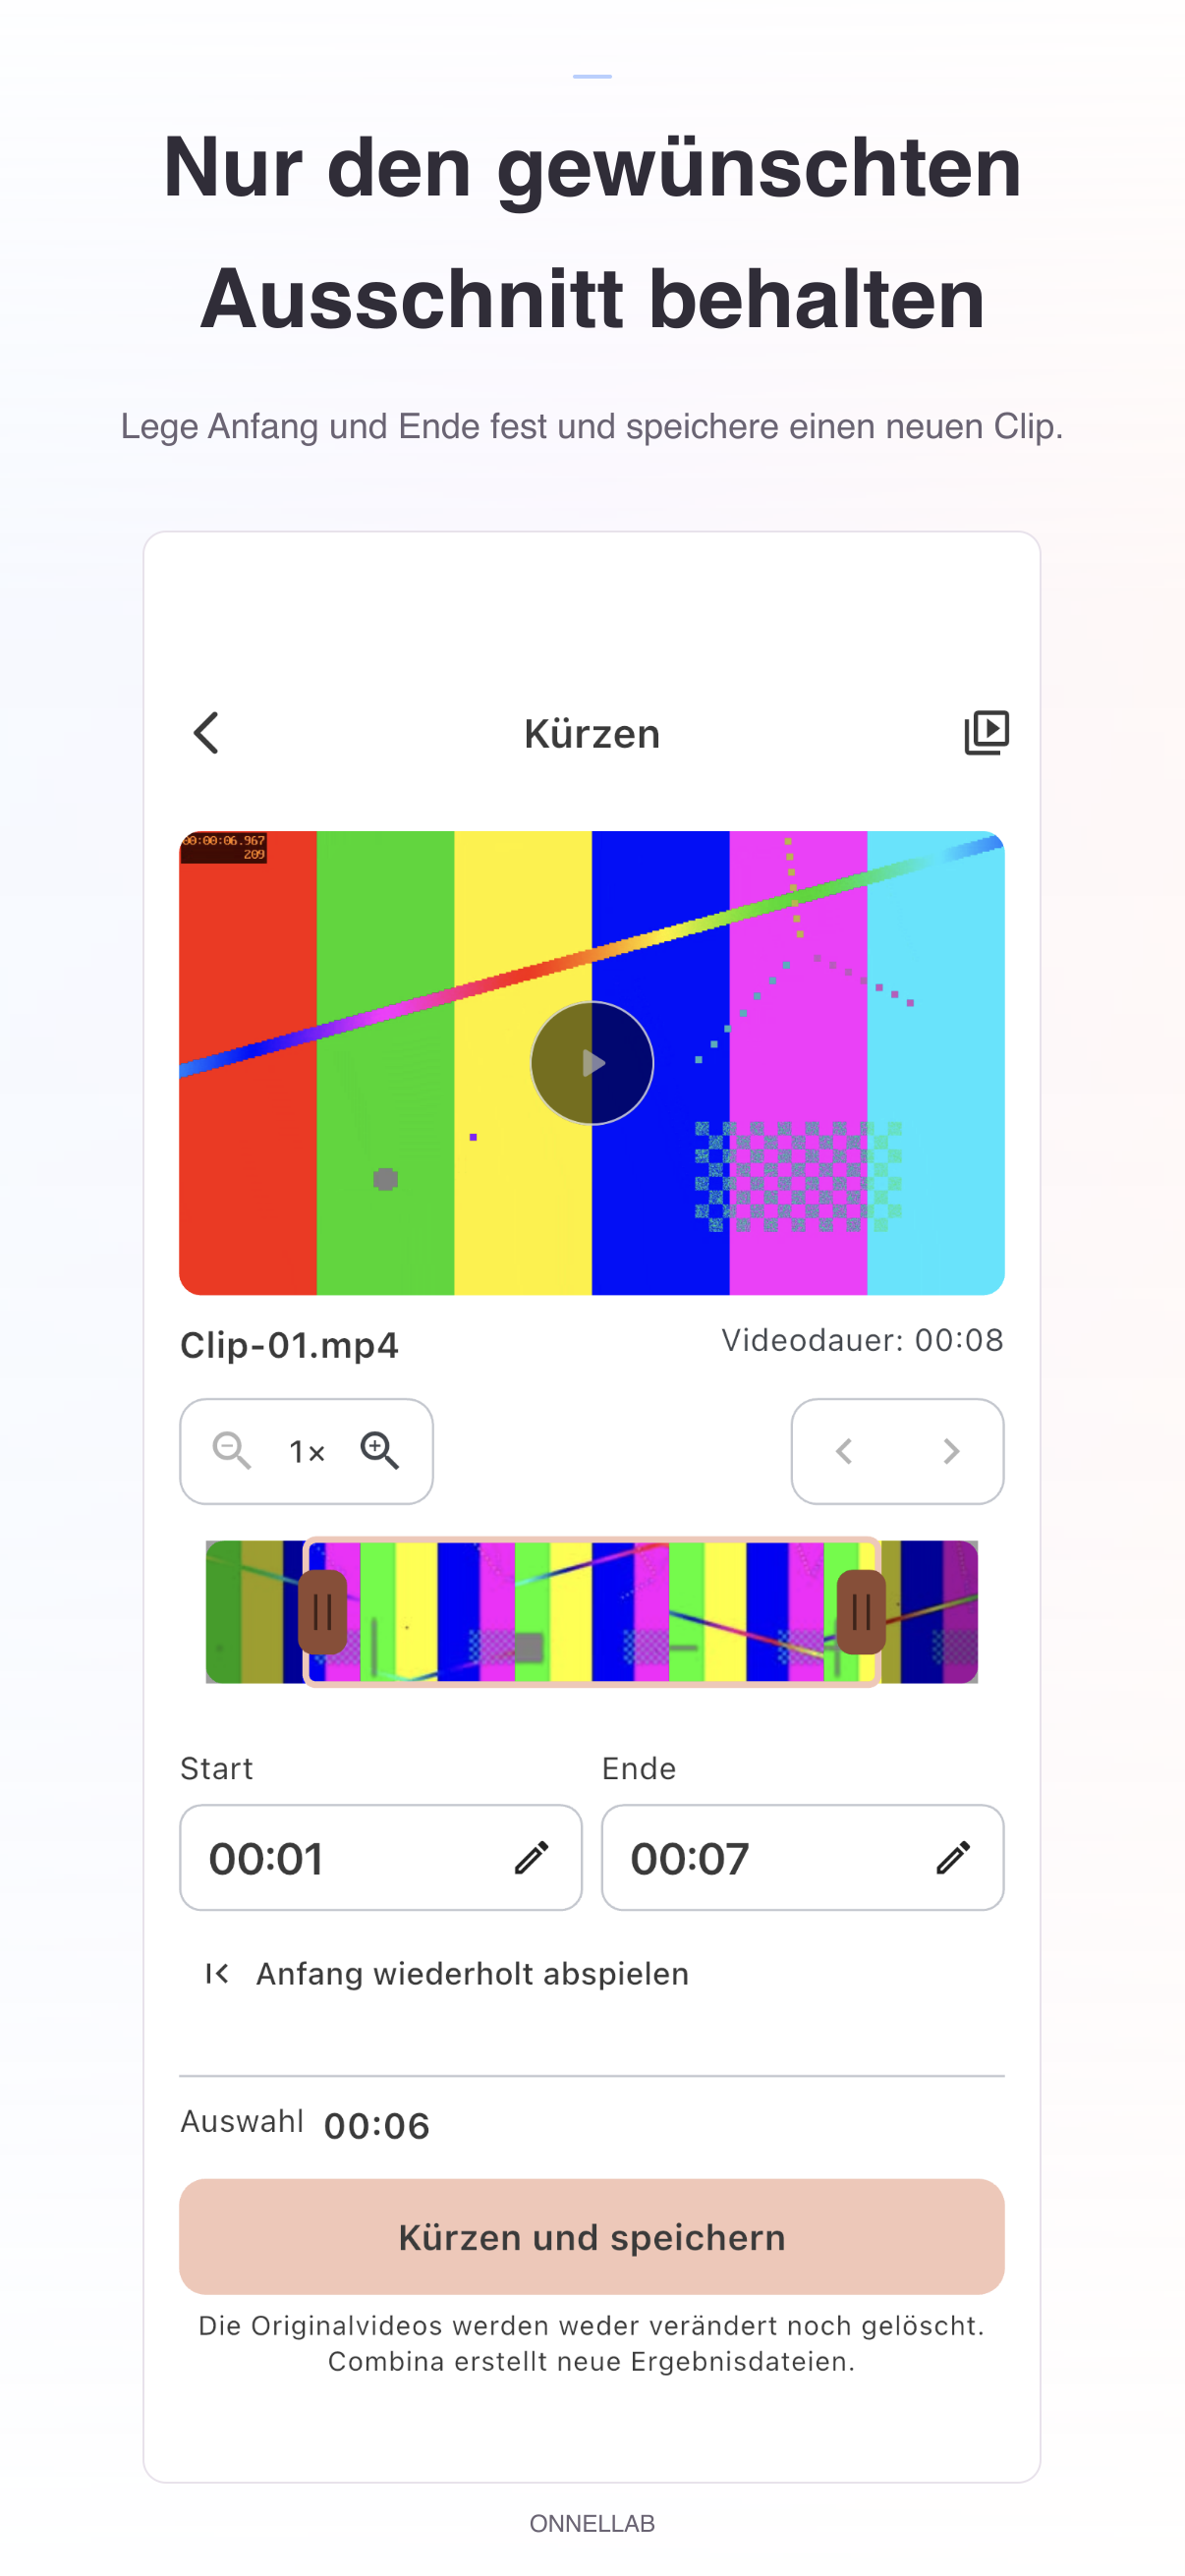 Nur den gewünschten
Ausschnitt behalten
Lege Anfang und Ende fest und speichere einen neuen Clip.
Kürzen
00:00:06.967
209
Clip-01.mp4
Videodauer: 00:08
1×
Start
Ende
00:01
00:07
Anfang wiederholt abspielen
Auswahl 00:06
Kürzen und speichern
Die Originalvideos werden weder verändert noch gelöscht.
Combina erstellt neue Ergebnisdateien.
ONNELLAB